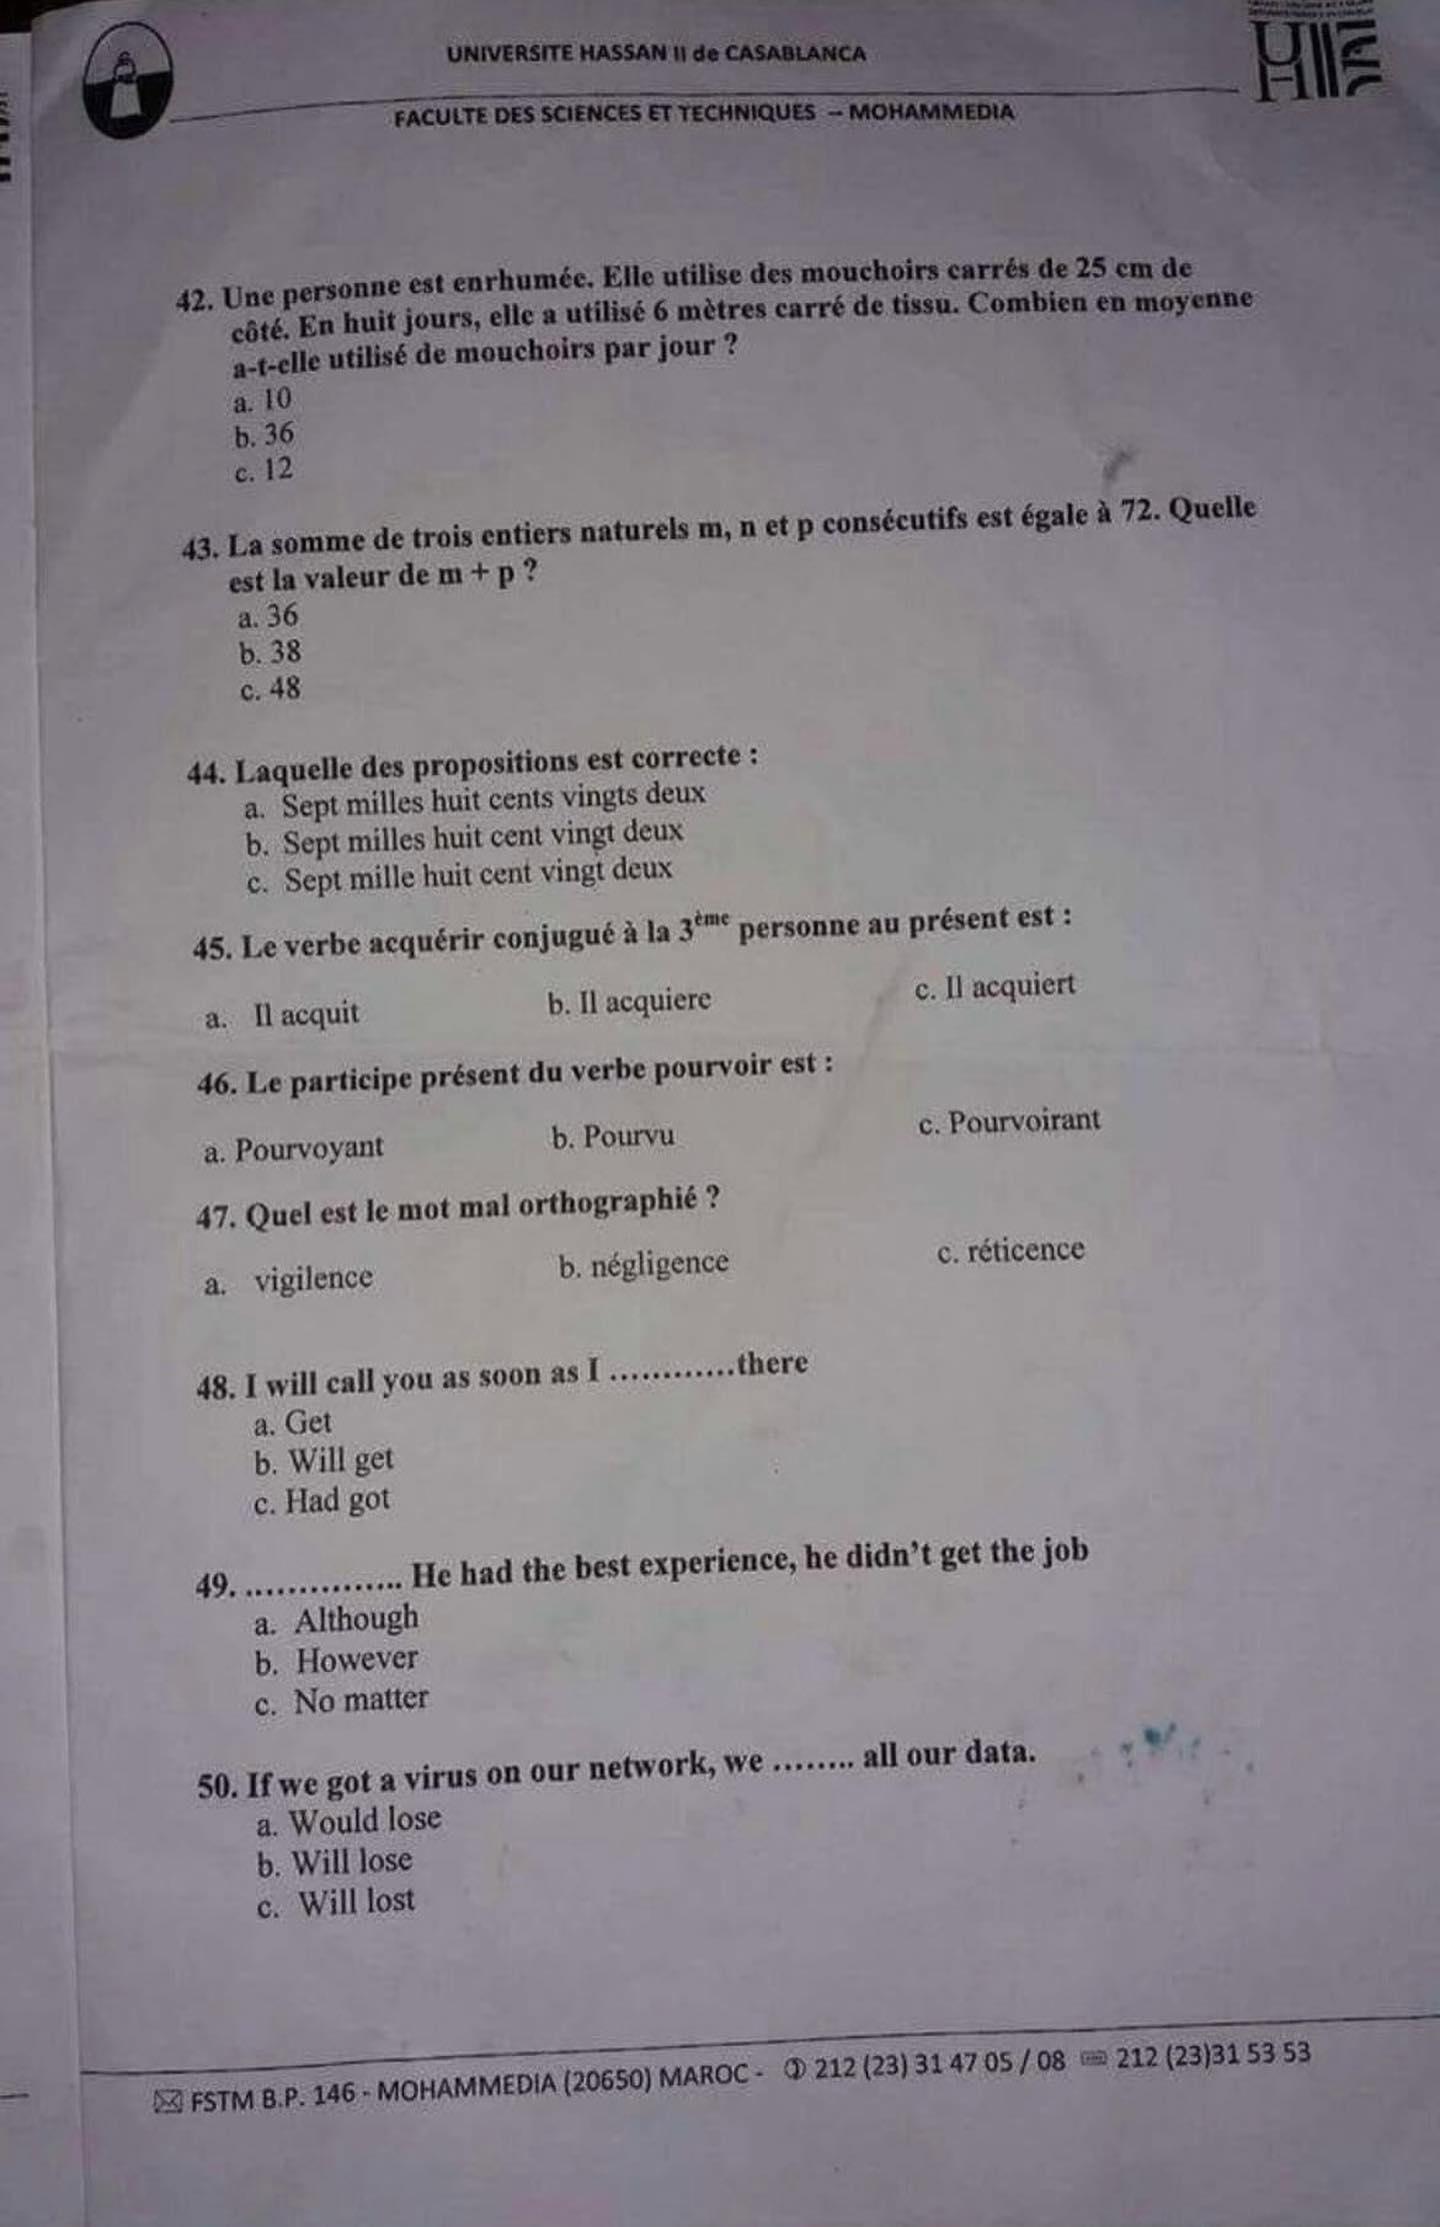 UNIVERSITE HASSAN II de CASABLANCA
FACULTE DES SCIENCES ET TECHNIQUES – MOHAMMEDIA
42. Une personne est enrhumée. Elle utilise des mouchoirs carrés de 25 cm de
côté. En huit jours, elle a utilisé 6 mètres carré de tissu. Combien en moyenne
a-t-elle utilisé de mouchoirs par jour ?
a. 10
b. 36
c. 12
43. La somme de trois entiers naturels m, n et p consécutifs est égale à 72. Quelle
est la valeur de m + p ?
a. 36
b. 38
c. 48
44. Laquelle des propositions est correcte :
a. Sept milles huit cents vingts deux
b. Sept milles huit cent vingt deux
c. Sept mille huit cent vingt deux
45. Le verbe acquérir conjugué à la 3ème personne au présent est :
a. Il acquit b. Il acquiere c. Il acquiert
46. Le participe présent du verbe pourvoir est :
a. Pourvoyant b. Pourvu c. Pourvoirant
47. Quel est le mot mal orthographié ?
a. vigilence b. négligence c. réticence
48. I will call you as soon as I ............there
a. Get
b. Will get
c. Had got
49. ............... He had the best experience, he didn't get the job
a. Although
b. However
c. No matter
50. If we got a virus on our network, we ........ all our data.
a. Would lose
b. Will lose
c. Will lost
FSTM B.P. 146 - MOHAMMEDIA (20650) MAROC - 212 (23) 31 47 05 / 08 212 (23)31 53 53